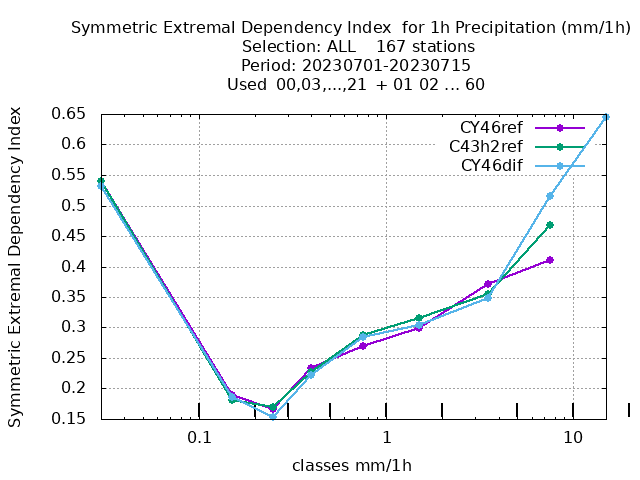 Symmetric Extremal Dependency Index for 1h Precipitation (mm/1h)
Selection: ALL 167 stations
Period: 20230701-20230715
Used 00,03,...,21 + 01 02 ... 60
CY46ref
C43h2ref
CY46dif
Symmetric Extremal Dependency Index
0.65
0.6
0.55
0.5
0.45
0.4
0.35
0.3
0.25
0.2
0.15
0.1 1 10
classes mm/1h